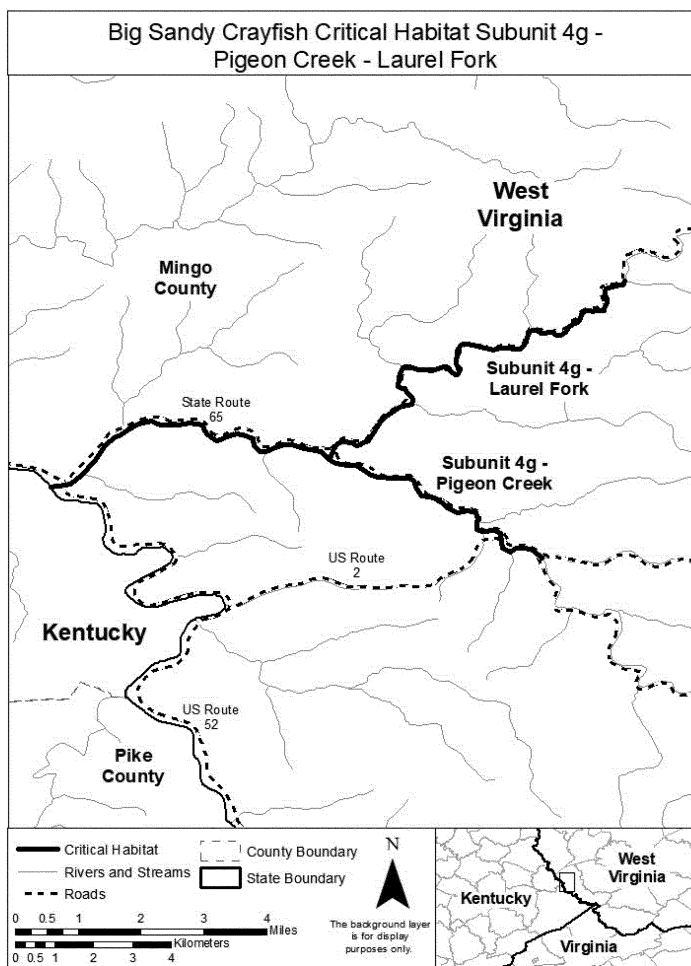 Big Sandy Crayfish Critical Habitat Subunit 4g -
Pigeon Creek - Laurel Fork
West
Virginia
Mingo
County
Subunit 4g -
Laurel Fork
State Route
65
Subunit 4g -
Pigeon Creek
US Route
2
Kentucky
US Route
52
Pike
County
Critical Habitat
Rivers and Streams
Roads
County Boundary
State Boundary
0 0.5 1 2 3 4
Miles
Kilometers
0 0.5 1 2 3 4
N
The background layer
is for display
purposes only.
West
Virginia
Kentucky
Virginia